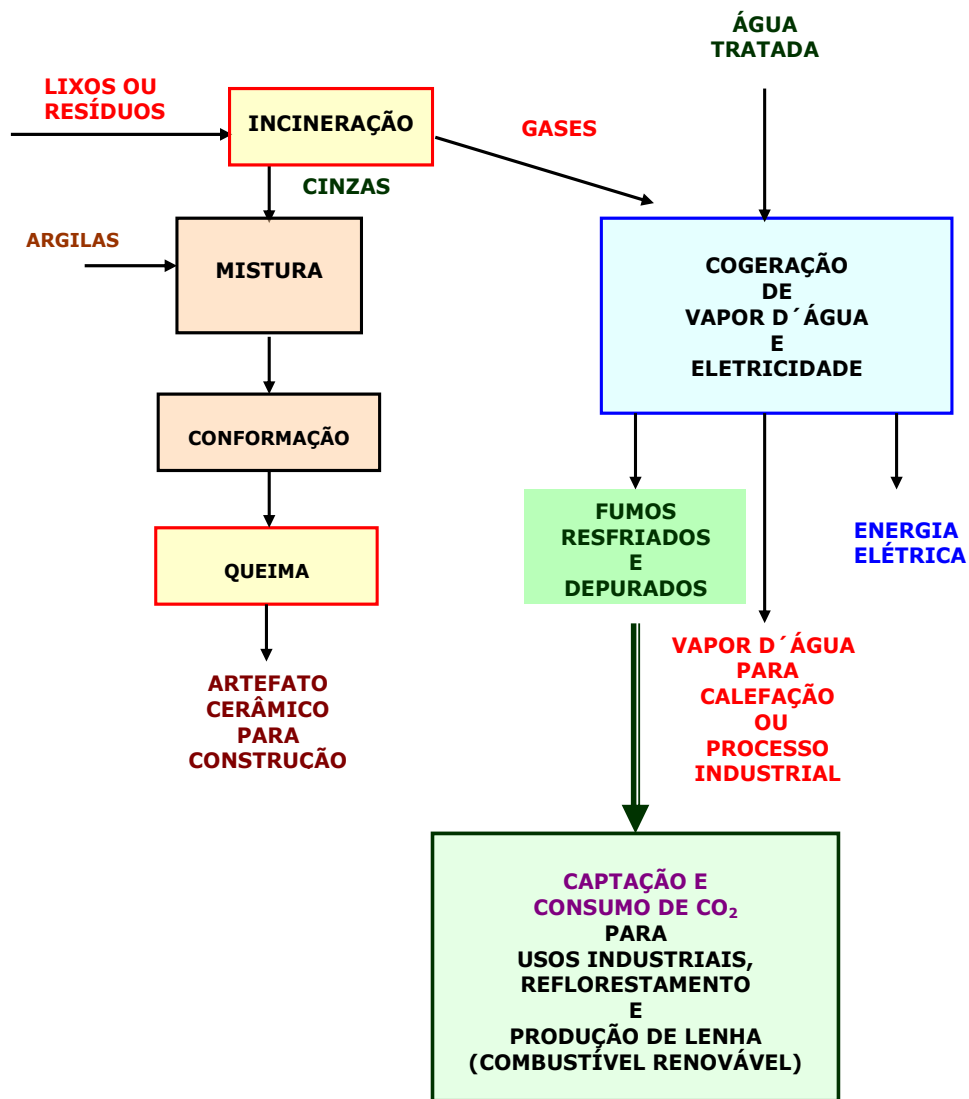 ÁGUA
TRATADA
LIXOS OU
RESÍDUOS
INCINERAÇÃO
GASES
CINZAS
ARGILAS
MISTURA
COGERAÇÃO
DE
VAPOR D´ÁGUA
E
ELETRICIDADE
CONFORMAÇÃO
FUMOS
RESFRIADOS
E
DEPURADOS
ENERGIA
ELÉTRICA
QUEIMA
VAPOR D´ÁGUA
PARA
CALEFAÇÃO
OU
PROCESSO
INDUSTRIAL
ARTEFATO
CERÂMICO
PARA
CONSTRUÇÃO
CAPTAÇÃO E
CONSUMO DE CO₂
PARA
USOS INDUSTRIAIS,
REFLORESTAMENTO
E
PRODUÇÃO DE LENHA
(COMBUSTÍVEL RENOVÁVEL)